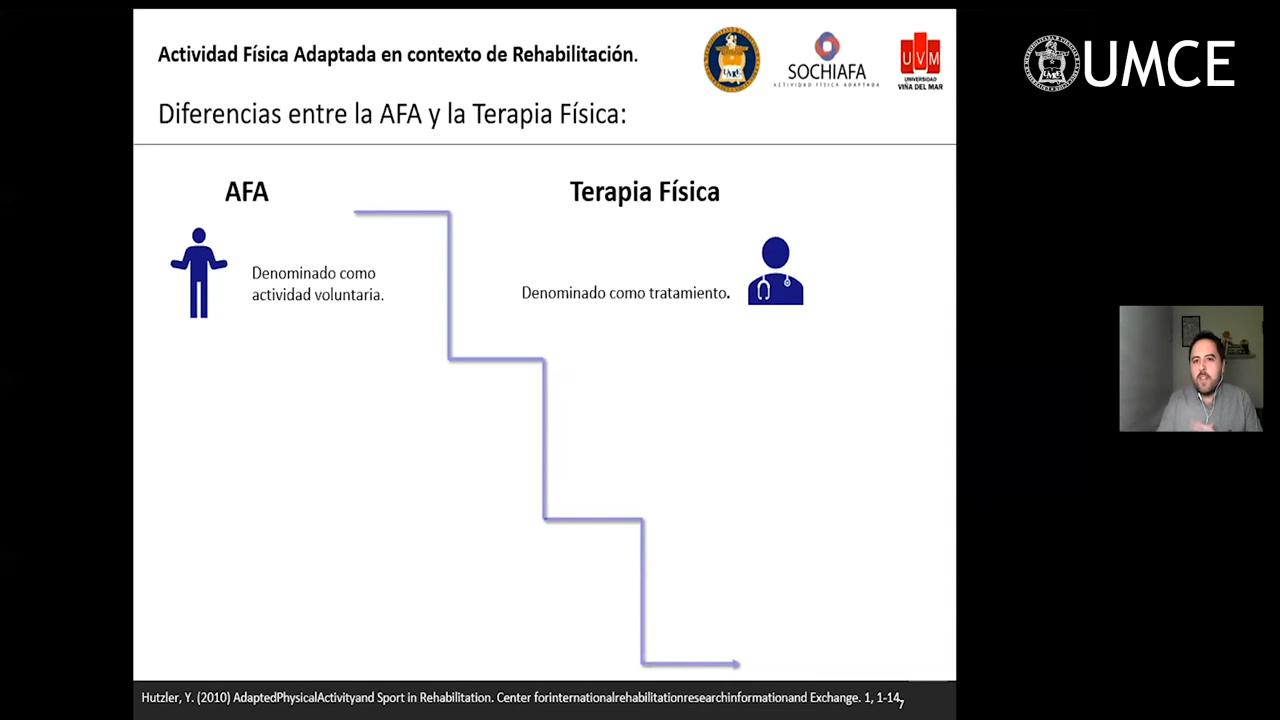 Actividad Física Adaptada en contexto de Rehabilitación.
Diferencias entre la AFA y la Terapia Física:
SOCHIAFA
ACTIVIDAD FÍSICA ADAPTADA
UVM
UNIVERSIDAD
VIÑA DEL MAR
UMCE
AFA
Terapia Física
Denominado como
actividad voluntaria.
Denominado como tratamiento.
Hutzler, Y. (2010) AdaptedPhysicalActivityand Sport in Rehabilitation. Center forinternationalrehabilitationresearchinformationand Exchange. 1, 1-14,
7